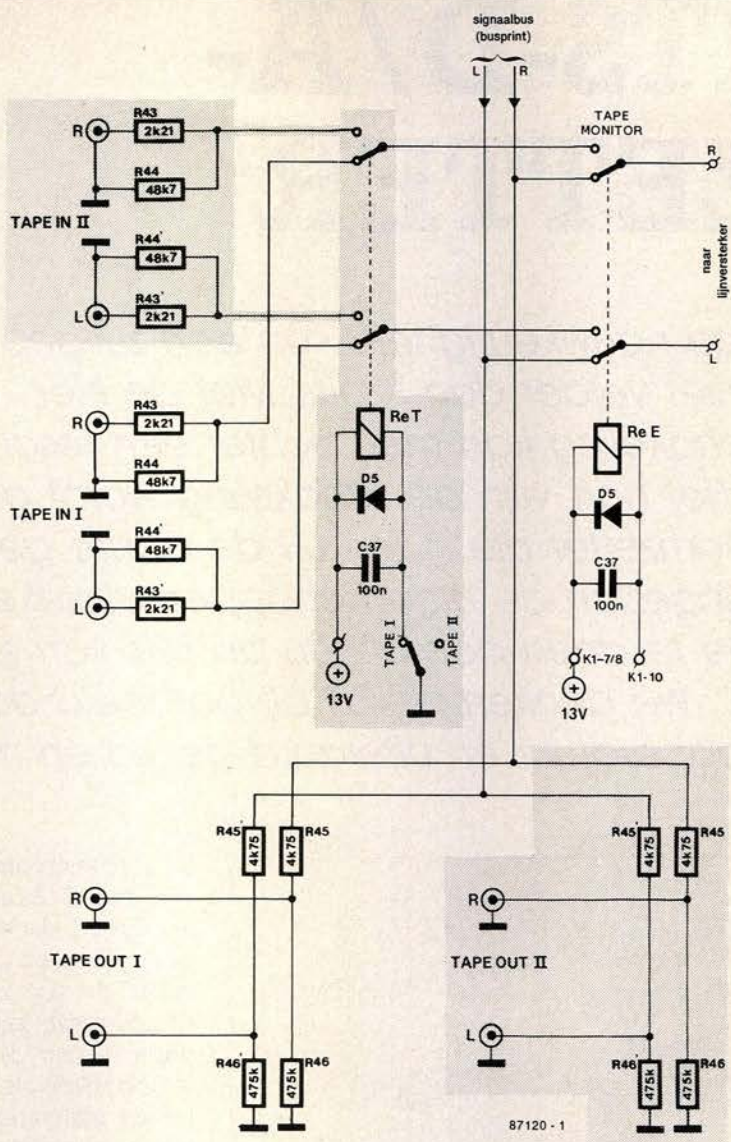 signaalbus
(busprint)
L R
TAPE
MONITOR
R
R43
R 2k21
R44
48k7
TAPE IN II
R44'
48k7
R43'
L 2k21
naar
lijnversterker
L
R43
R 2k21
R44
48k7
TAPE IN I
R44'
48k7
R43'
L 2k21
Re T
D5
C37
100n
TAPE I
TAPE II
+
13V
Re E
D5
C37
100n
K1-7/8
K1-10
+
13V
R45' 4k75 4k75 R45
R
TAPE OUT I
L
R46' 475k 475k R46
R45' 4k75 4k75 R45
R
TAPE OUT II
L
R46' 475k 475k R46
87120 - 1